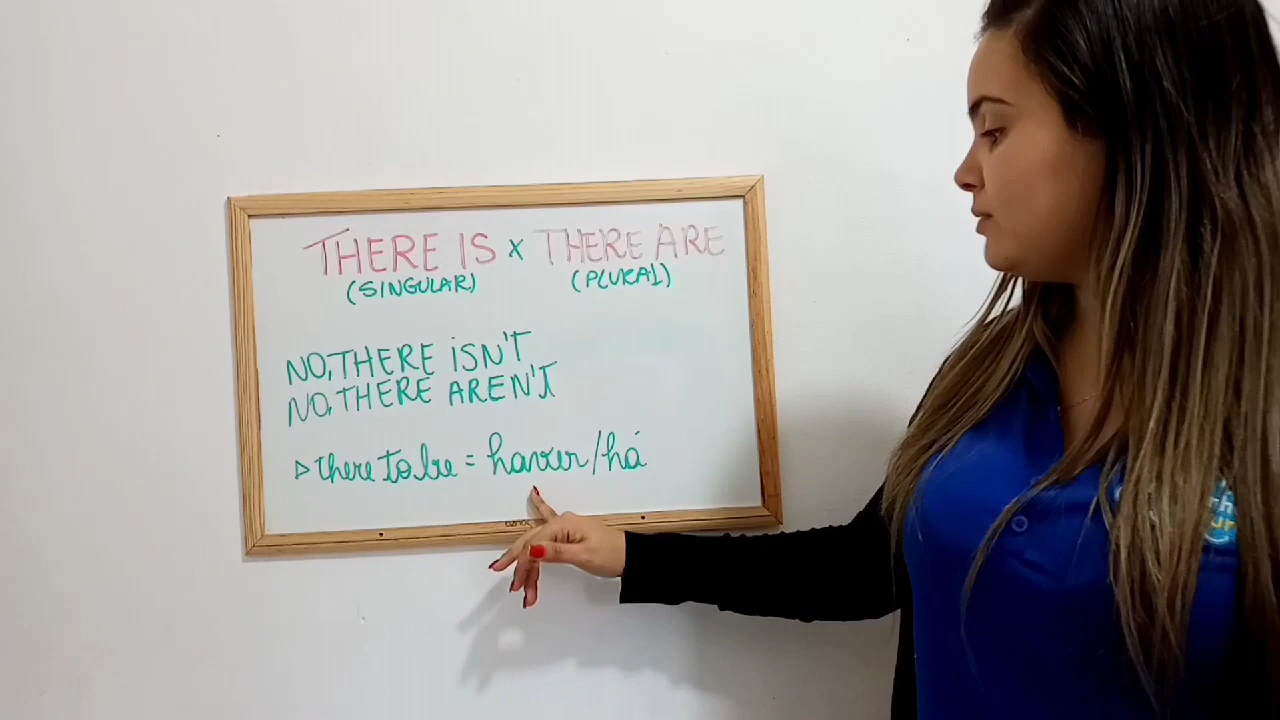 THERE IS x THERE ARE
(SINGULAR) (PLURAL)
NO, THERE ISN'T
NO, THERE AREN'T
▷ there to be = haver/há